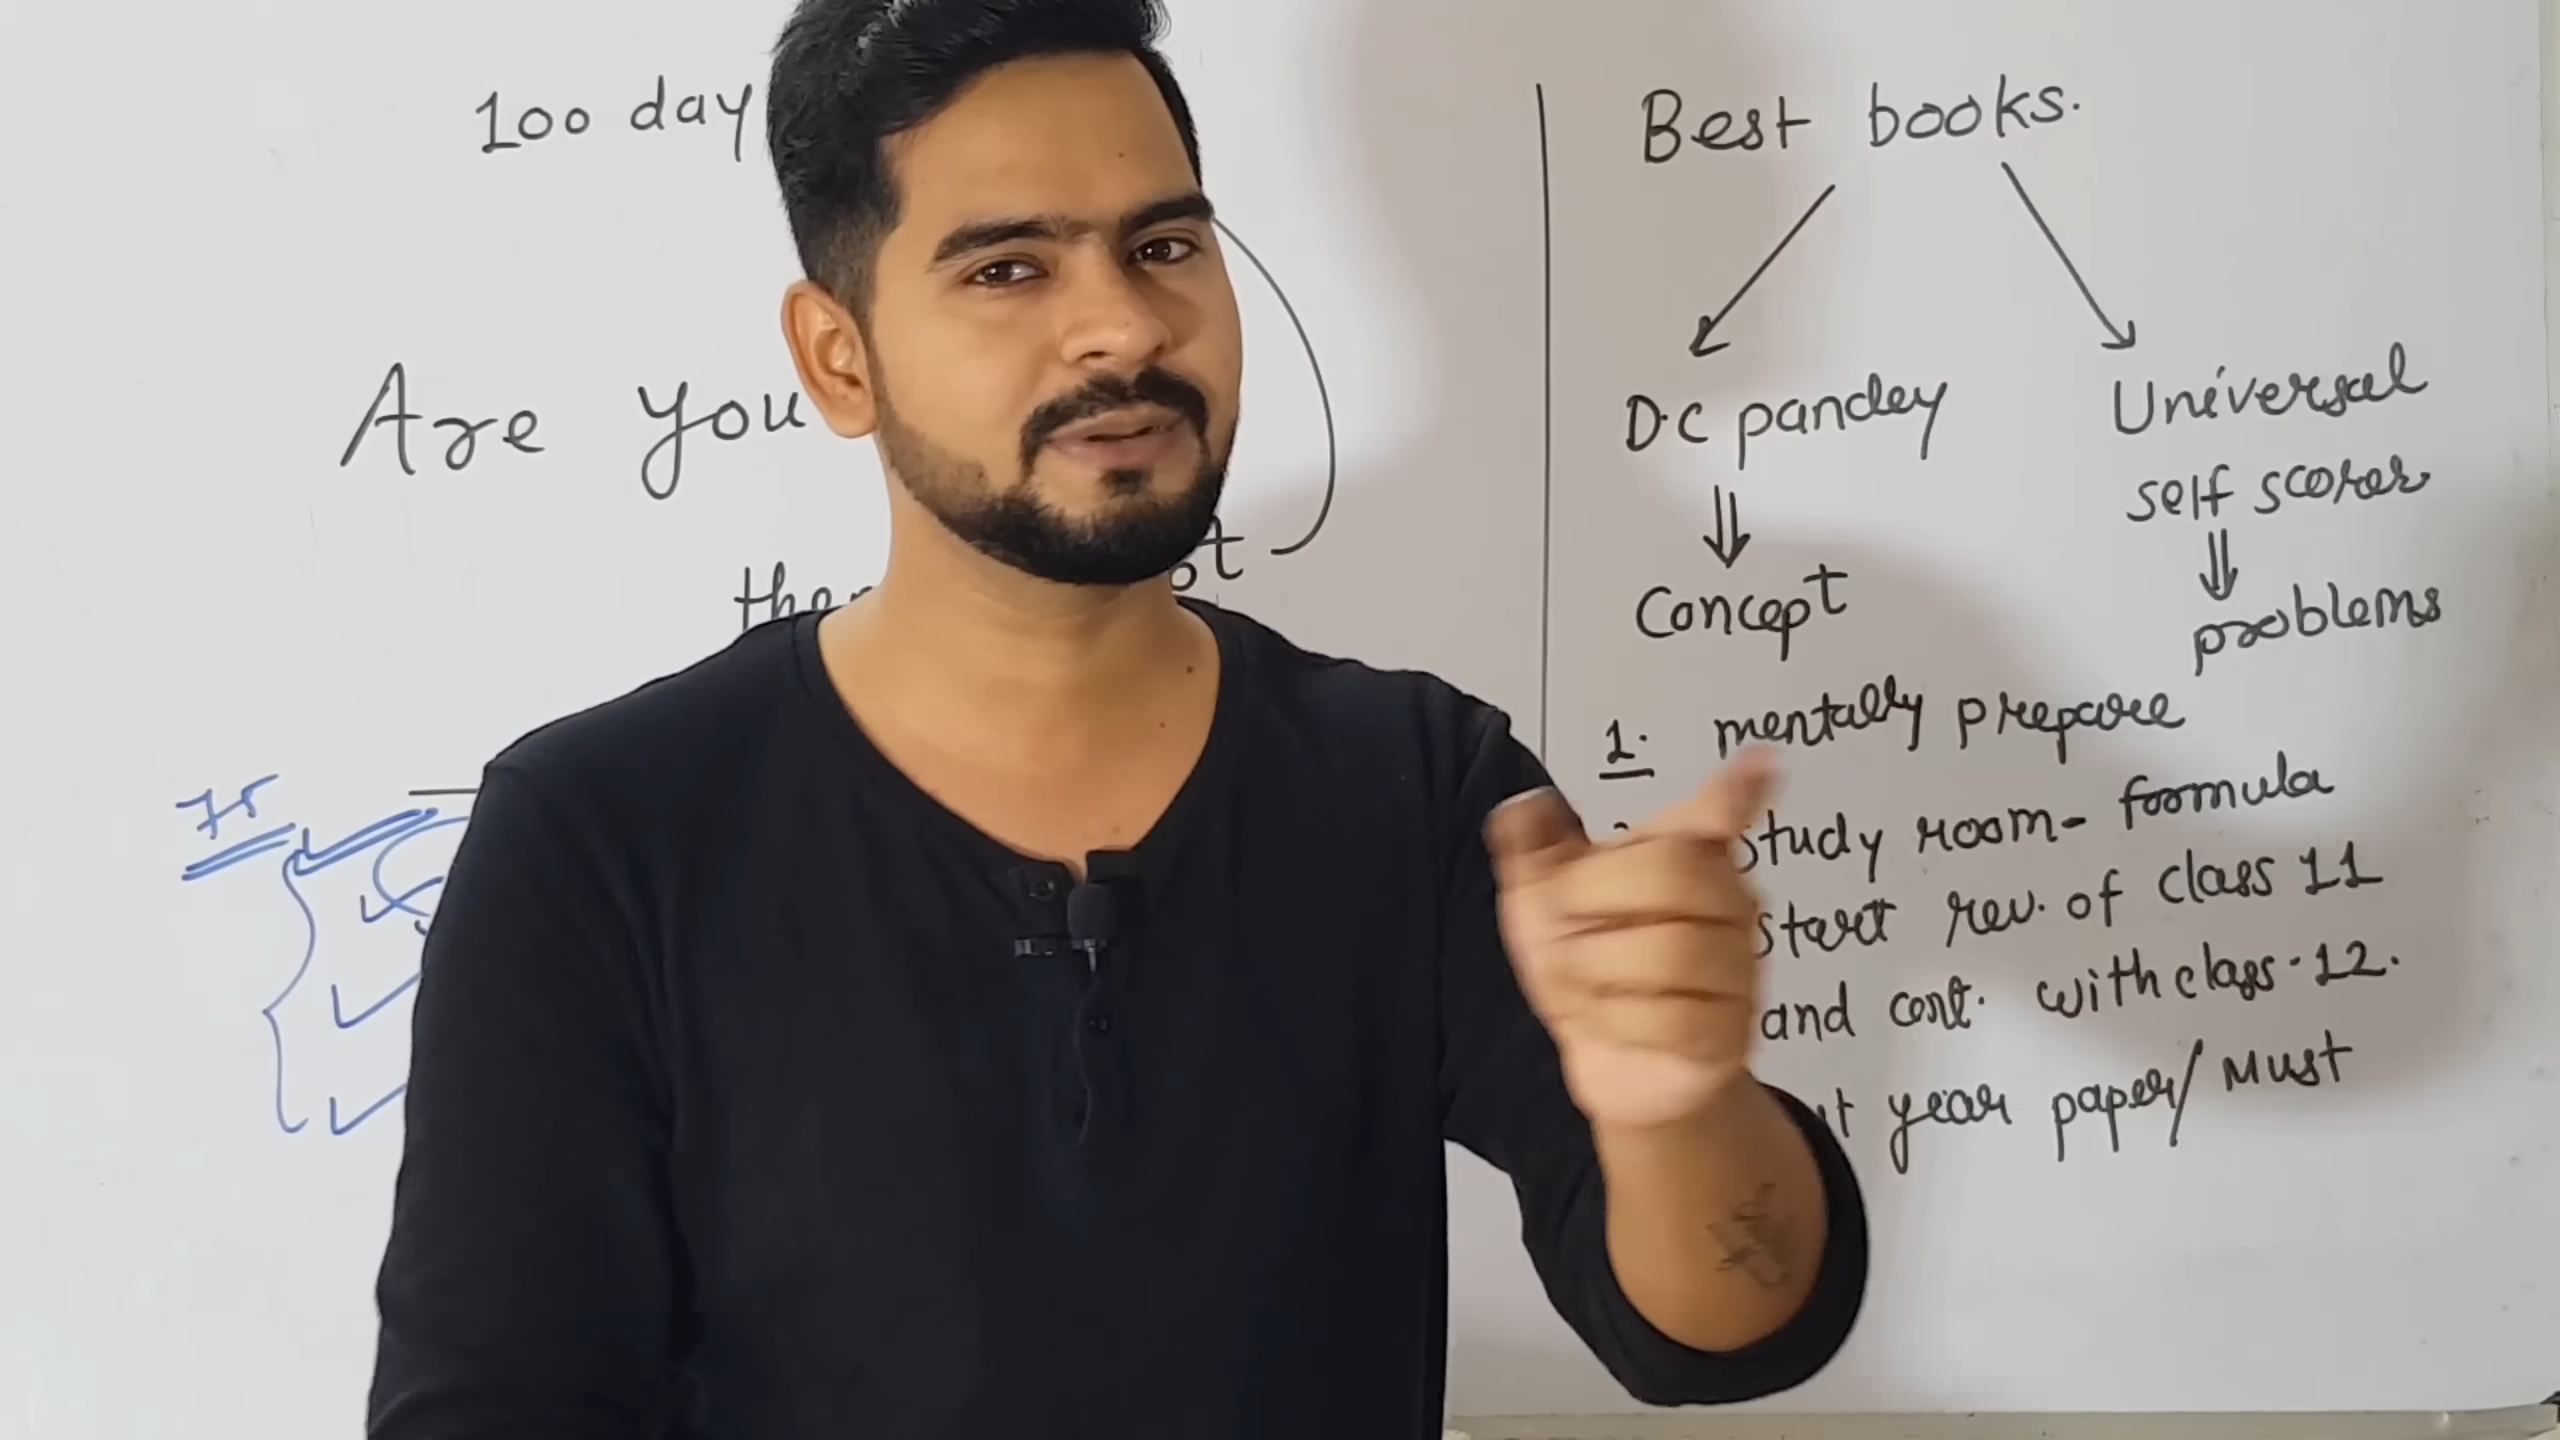 100 day
Are you
75
Best books.
D.C pandey
Concept
Universal
self scorer
problems
1. mentally prepare
study room - formula
start rev. of class 11
and cont. with class-12.
year paper/ Must